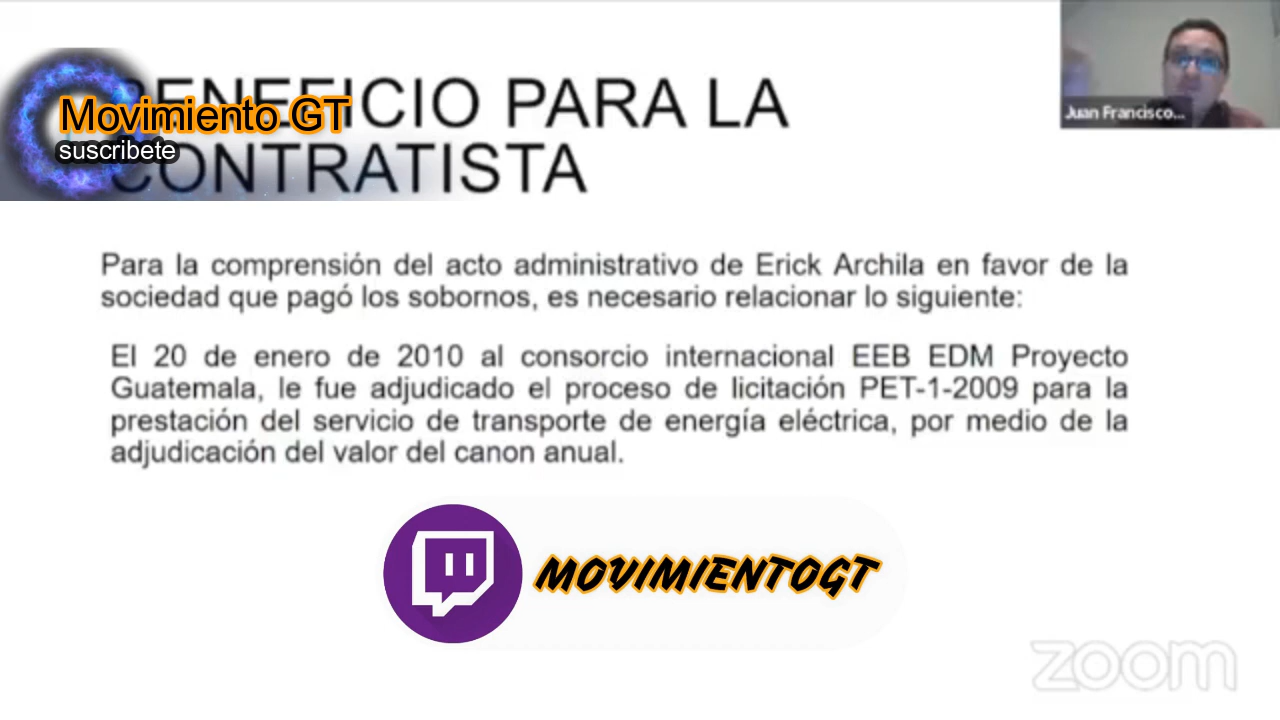 BENEFICIO PARA LA
CONTRATISTA
Movimiento GT
suscribete
Juan Francisco...
Para la comprensión del acto administrativo de Erick Archila en favor de la
sociedad que pagó los sobornos, es necesario relacionar lo siguiente:
El 20 de enero de 2010 al consorcio internacional EEB EDM Proyecto
Guatemala, le fue adjudicado el proceso de licitación PET-1-2009 para la
prestación del servicio de transporte de energía eléctrica, por medio de la
adjudicación del valor del canon anual.
MOVIMIENTOGT
zoom